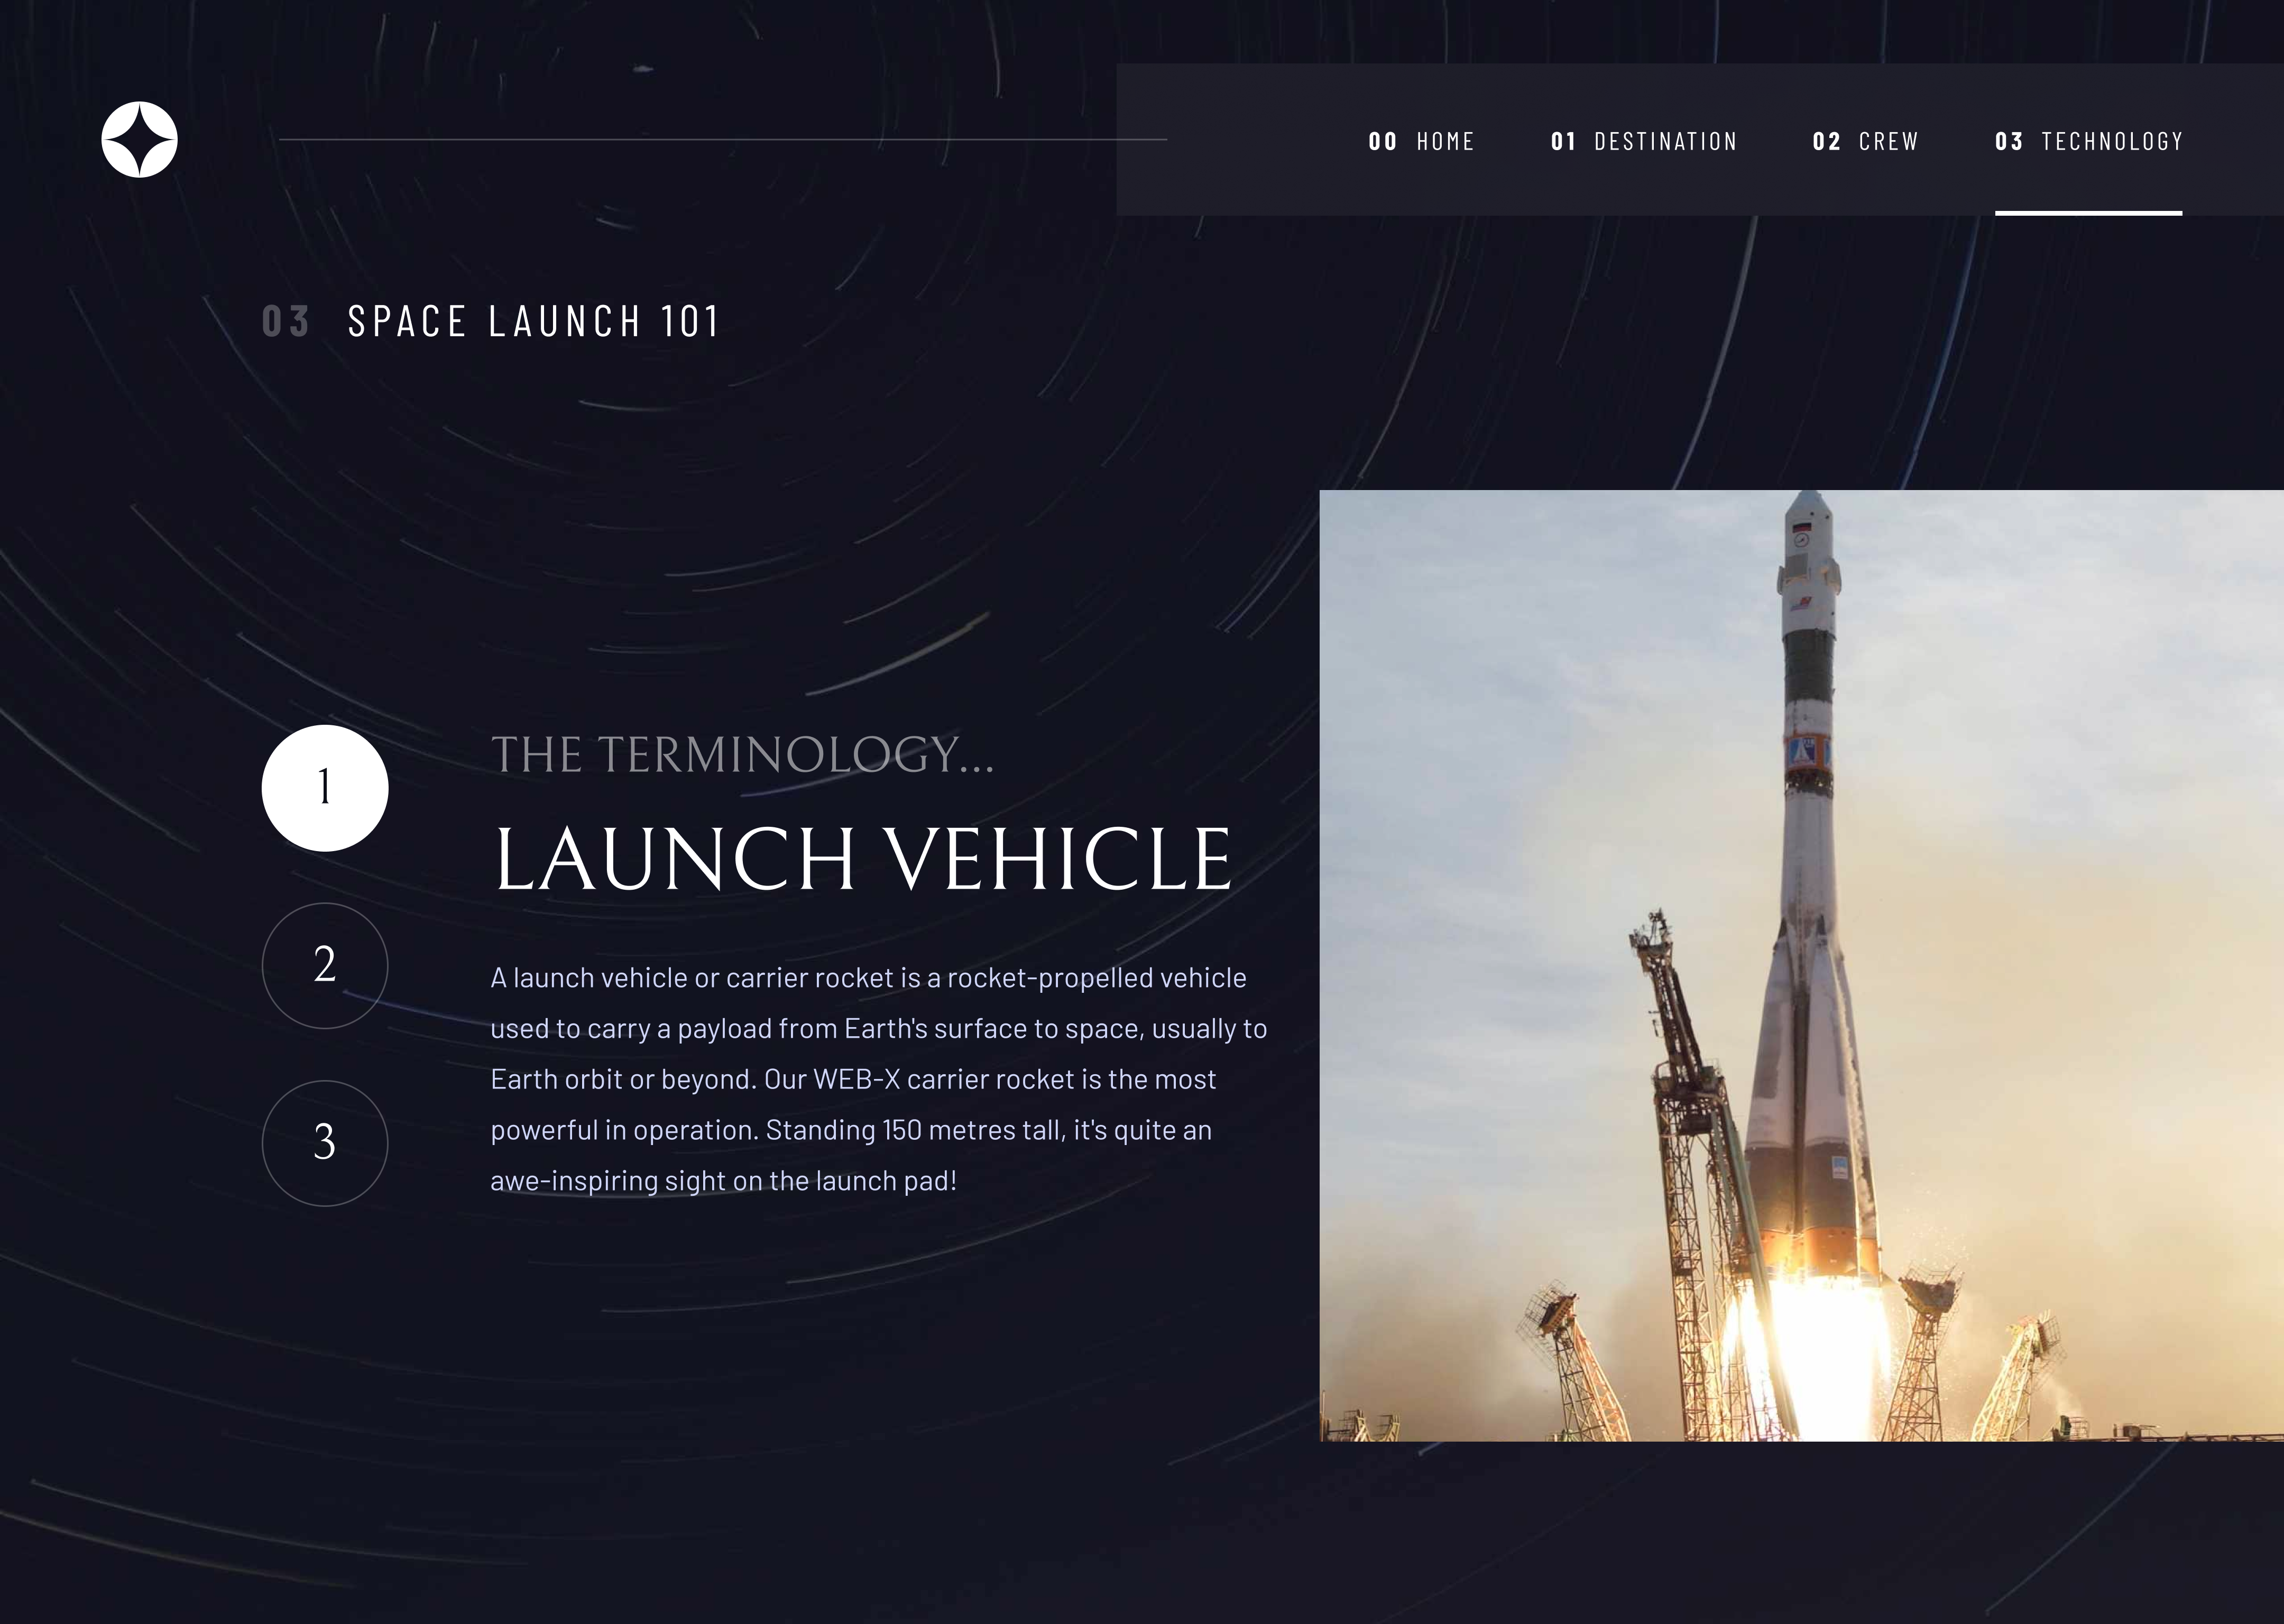 00 HOME 01 DESTINATION 02 CREW 03 TECHNOLOGY
03 SPACE LAUNCH 101
1
THE TERMINOLOGY...
LAUNCH VEHICLE
2
A launch vehicle or carrier rocket is a rocket-propelled vehicle
used to carry a payload from Earth's surface to space, usually to
Earth orbit or beyond. Our WEB-X carrier rocket is the most
powerful in operation. Standing 150 metres tall, it's quite an
awe-inspiring sight on the launch pad!
3